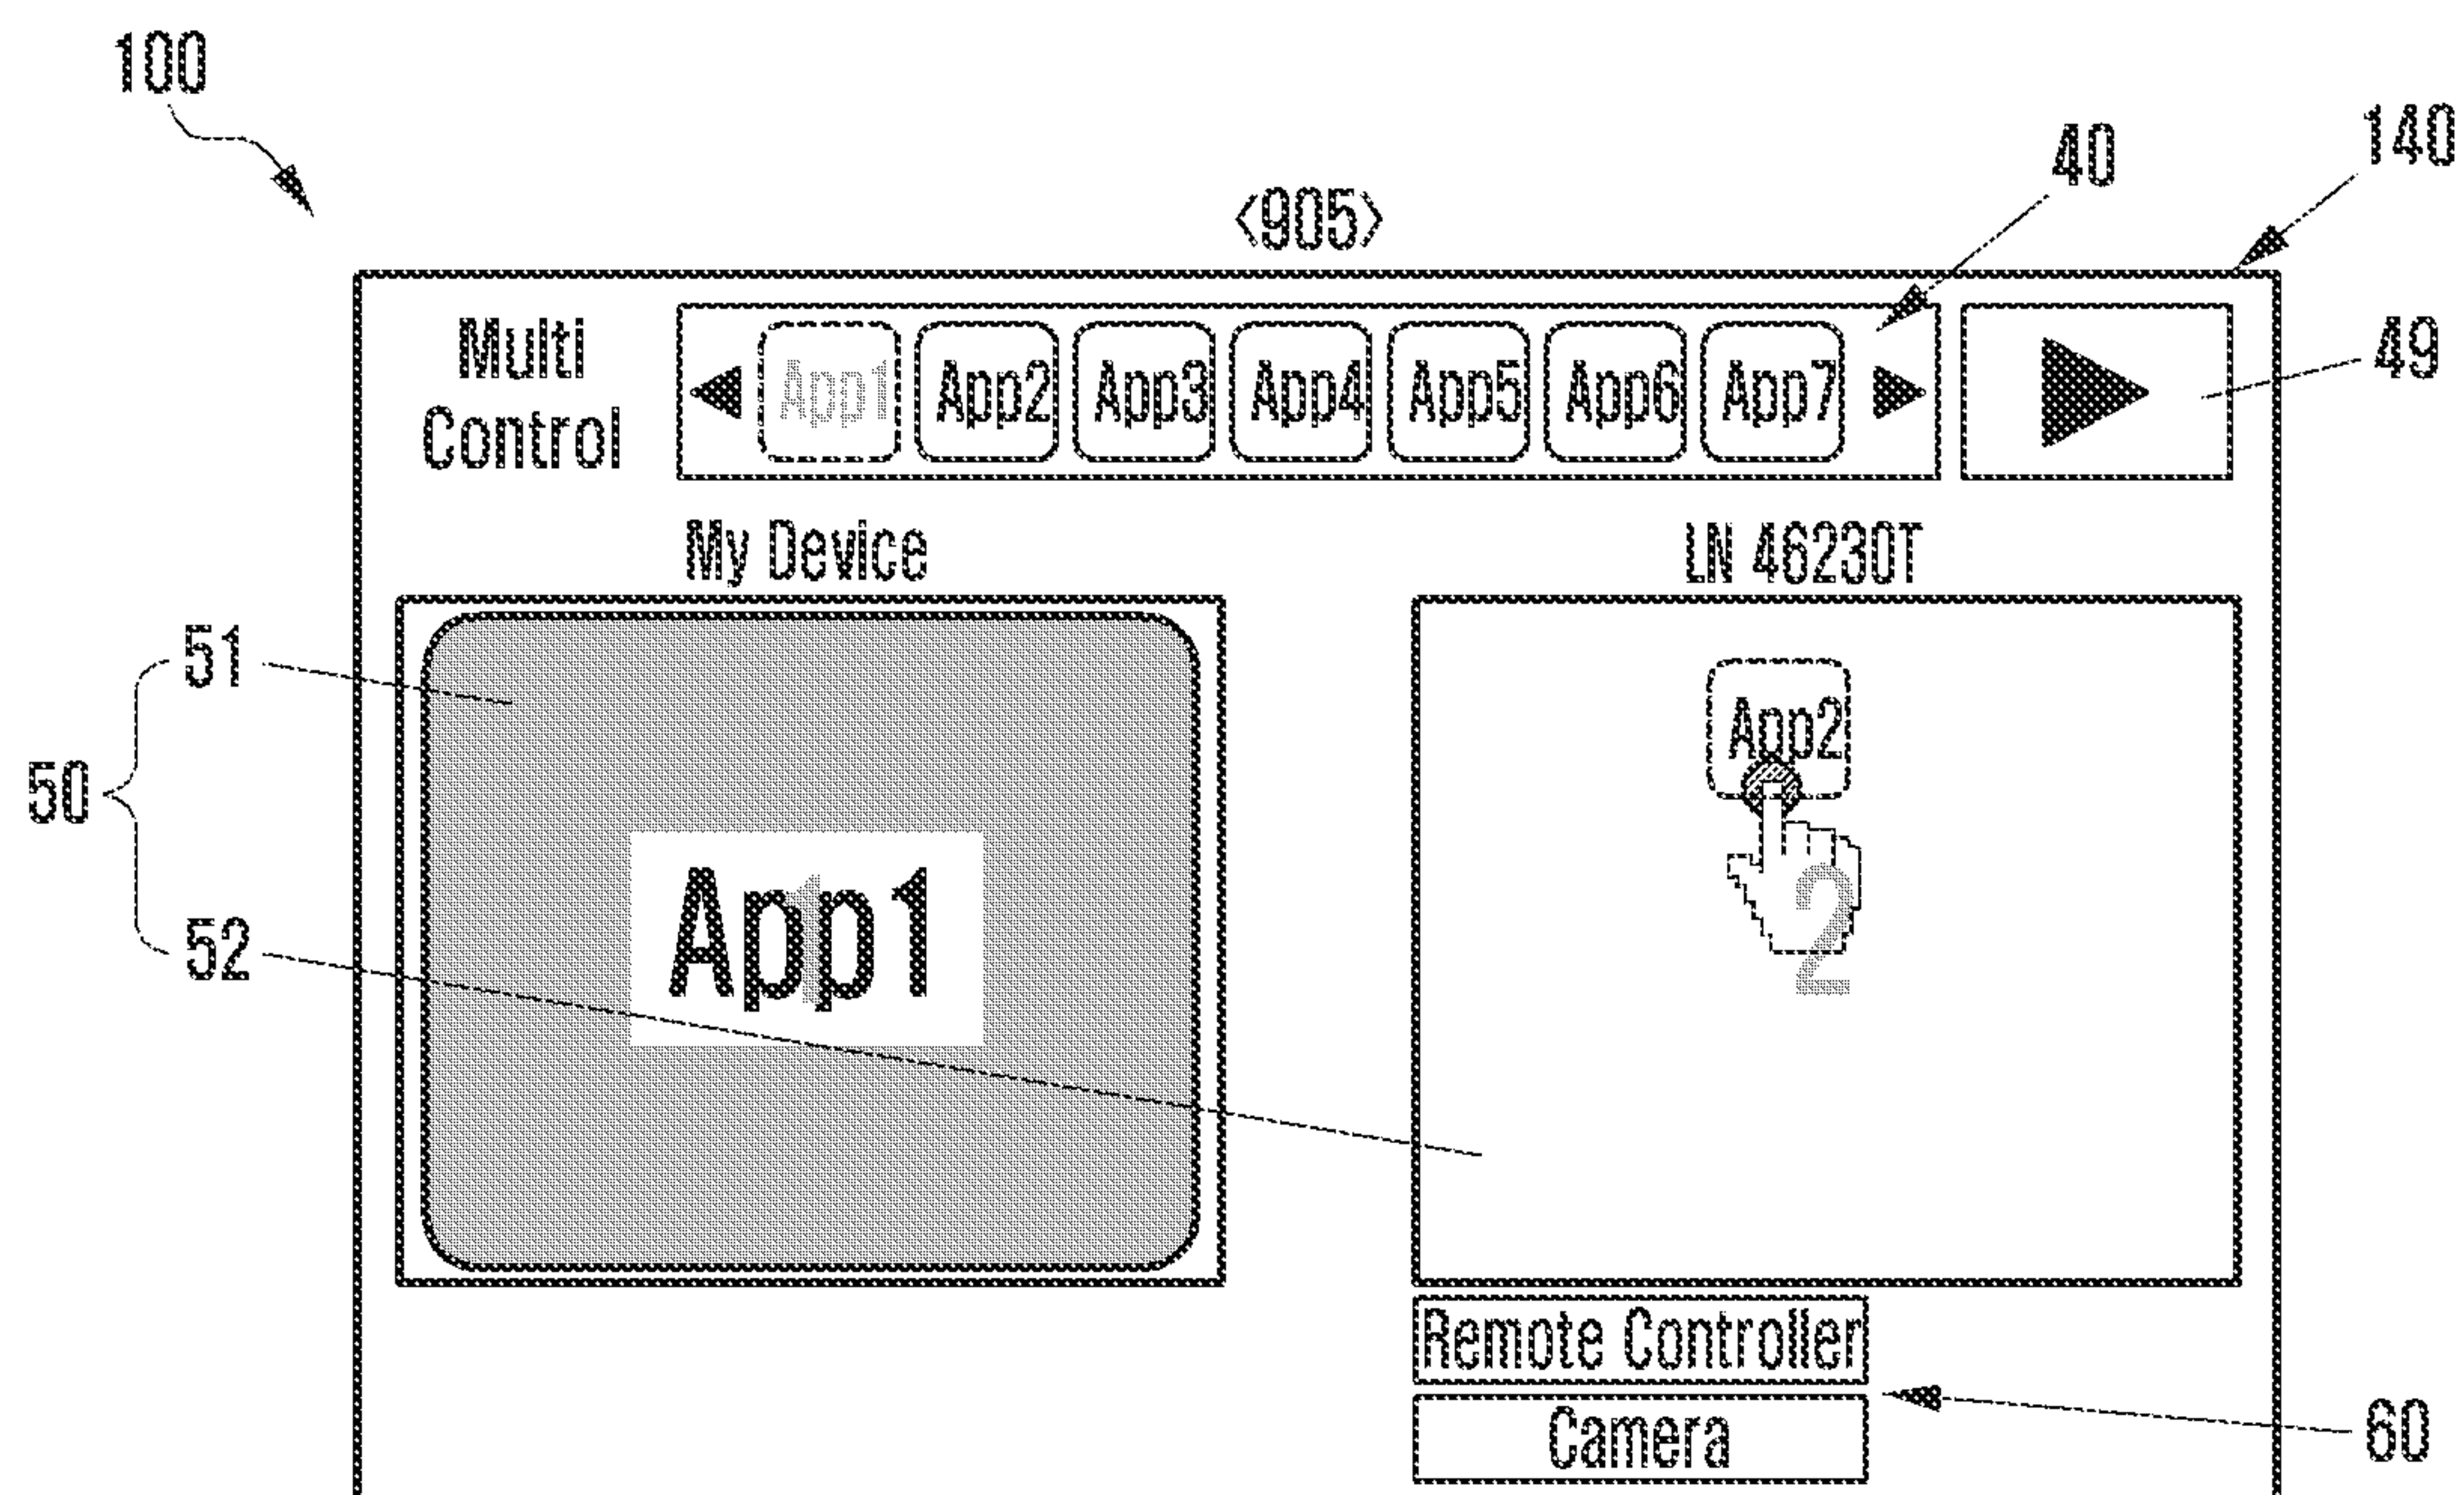 100
140
40
<905>
Multi
Control
App1 App2 App3 App4 App5 App6 App7
49
My Device
LN 46230T
51
App2
50
App1
1
2
52
Remote Controller
Camera
60